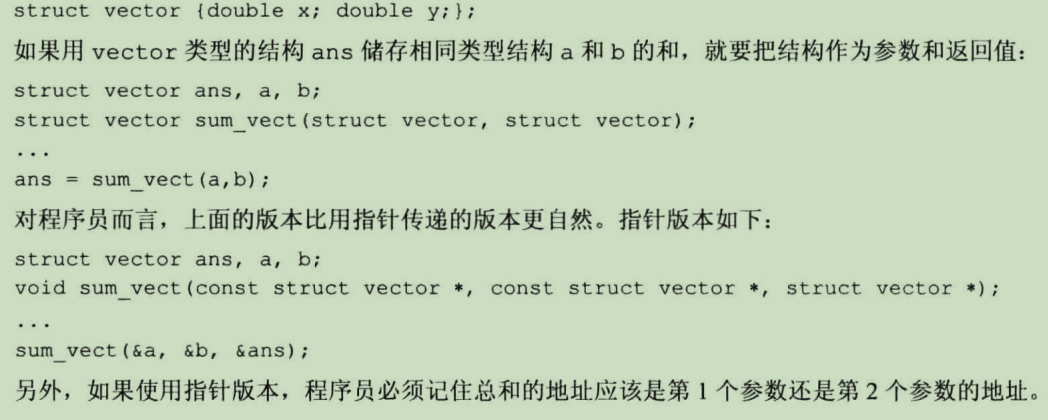 struct vector {double x; double y;};
如果用 vector 类型的结构 ans 储存相同类型结构 a 和 b 的和，就要把结构作为参数和返回值：
struct vector ans, a, b;
struct vector sum_vect(struct vector, struct vector);
...
ans = sum_vect(a,b);
对程序员而言，上面的版本比用指针传递的版本更自然。指针版本如下：
struct vector ans, a, b;
void sum_vect(const struct vector *, const struct vector *, struct vector *);
...
sum_vect(&a, &b, &ans);
另外，如果使用指针版本，程序员必须记住总和的地址应该是第 1 个参数还是第 2 个参数的地址。